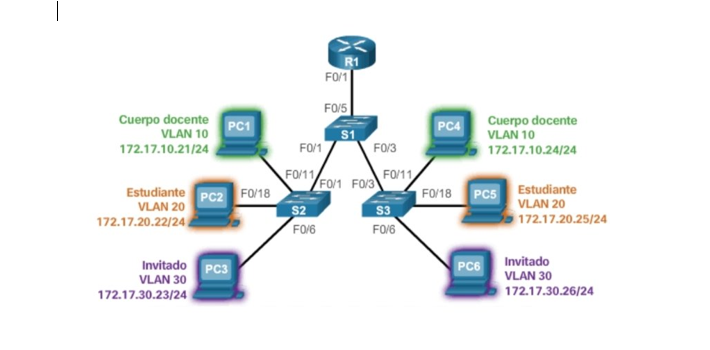 R1
F0/1
F0/5
S1
F0/1
F0/3
Cuerpo docente
VLAN 10
172.17.10.21/24
PC1
PC4
Cuerpo docente
VLAN 10
172.17.10.24/24
F0/11
F0/1
F0/3
F0/11
Estudiante
VLAN 20
172.17.20.22/24
PC2
F0/18
S2
S3
F0/18
PC5
Estudiante
VLAN 20
172.17.20.25/24
F0/6
F0/6
Invitado
VLAN 30
172.17.30.23/24
PC3
PC6
Invitado
VLAN 30
172.17.30.26/24